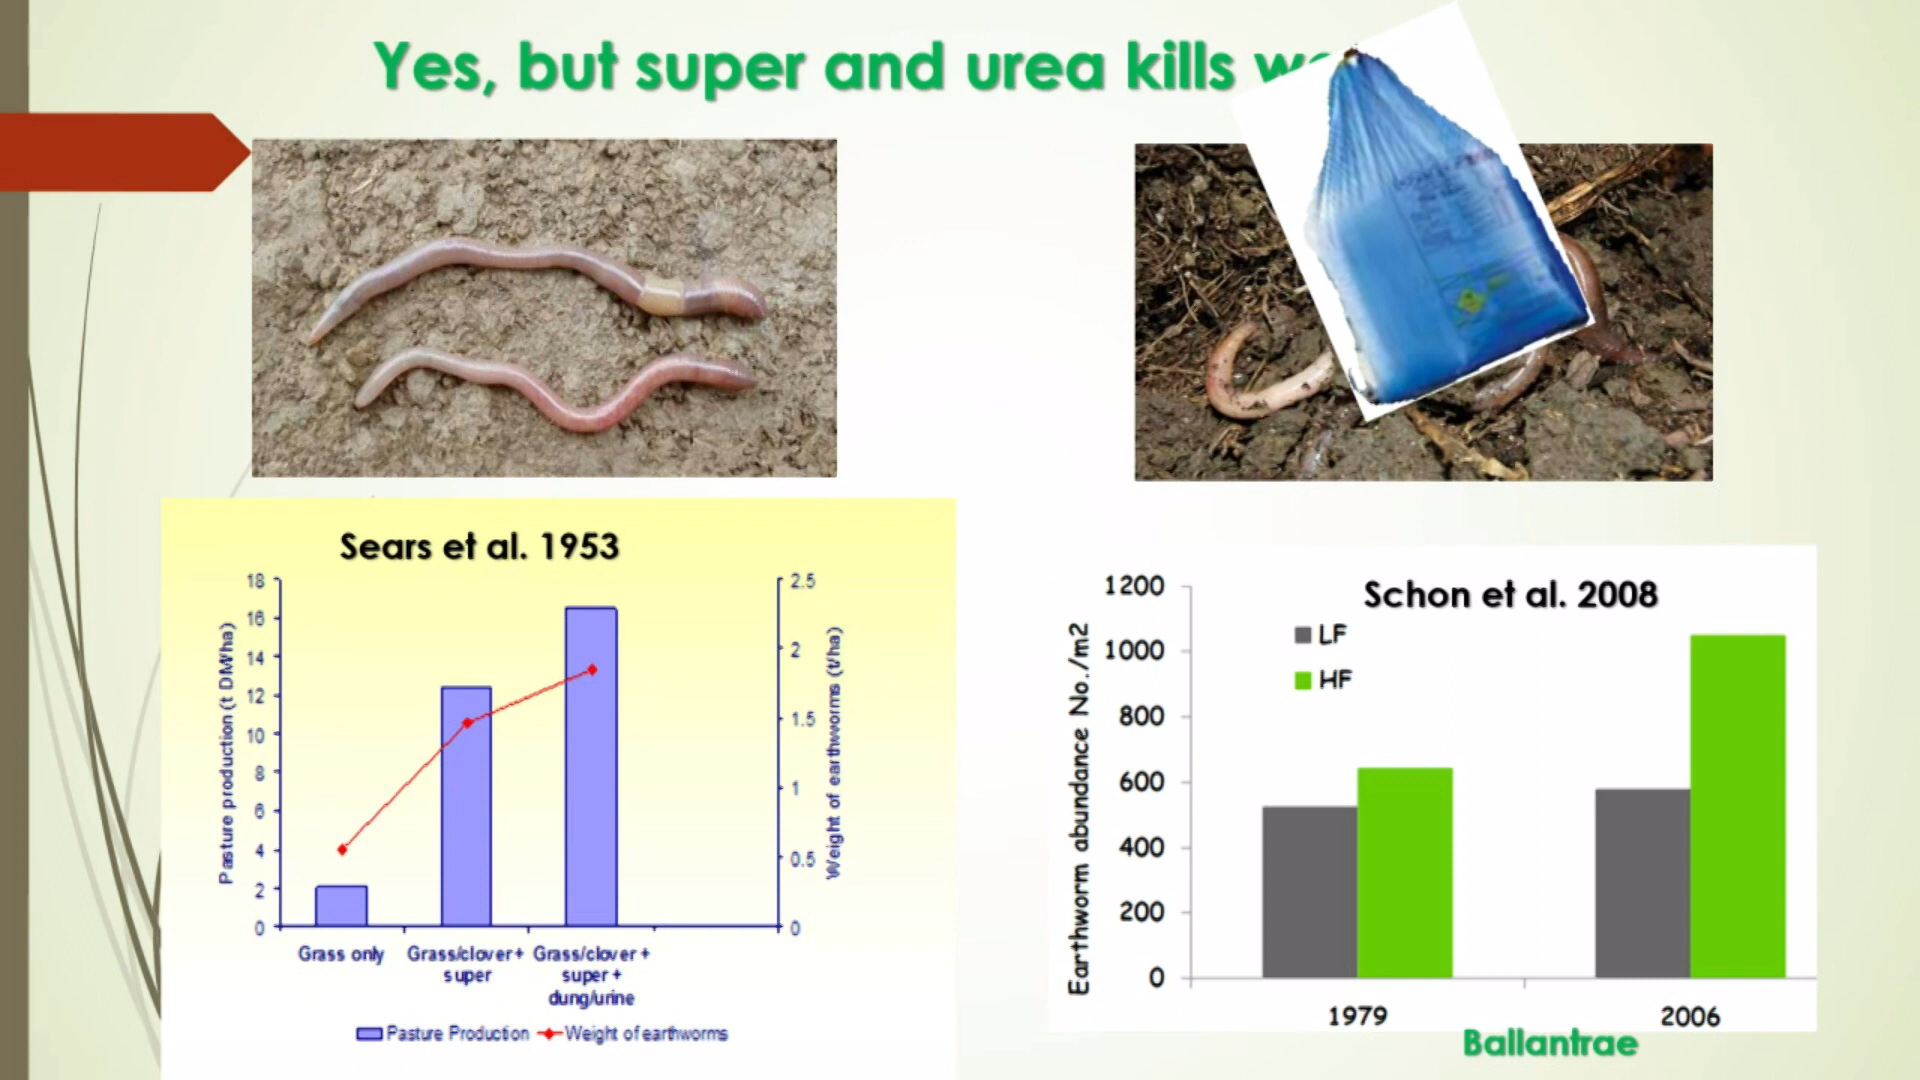 Yes, but super and urea kills
Sears et al. 1953
18
16
14
12
10
8
6
4
2
0
Pasture production (t DM/ha)
2.5
2
1.5
1
0.5
0
Weight of earthworms (t/ha)
Grass only
Grass/clover+
super
Grass/clover +
super +
dung/urine
Pasture Production
Weight of earthworms
Schon et al. 2008
LF
HF
1200
1000
800
600
400
200
0
Earthworm abundance No./m2
1979
2006
Ballantrae